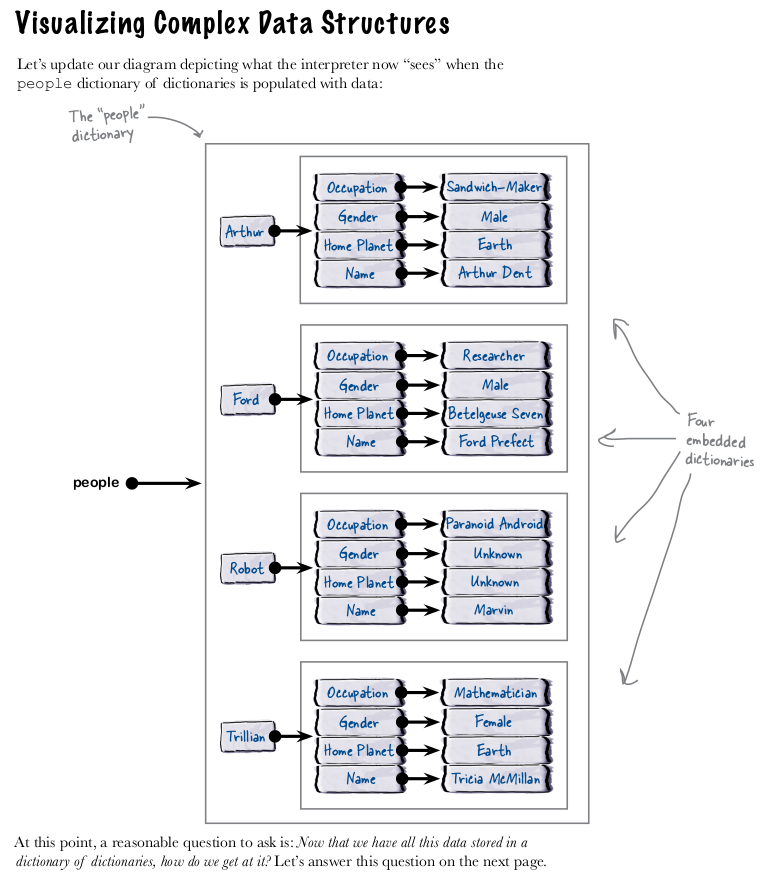 Visualizing Complex Data Structures
Let’s update our diagram depicting what the interpreter now “sees” when the
people dictionary of dictionaries is populated with data:
The “people”
dictionary
Arthur
Occupation Sandwich-Maker
Gender Male
Home Planet Earth
Name Arthur Dent
Ford
Occupation Researcher
Gender Male
Home Planet Betelgeuse Seven
Name Ford Prefect
Four
embedded
dictionaries
people
Robot
Occupation Paranoid Android
Gender Unknown
Home Planet Unknown
Name Marvin
Trillian
Occupation Mathematician
Gender Female
Home Planet Earth
Name Tricia McMillan
At this point, a reasonable question to ask is: Now that we have all this data stored in a
dictionary of dictionaries, how do we get at it? Let’s answer this question on the next page.